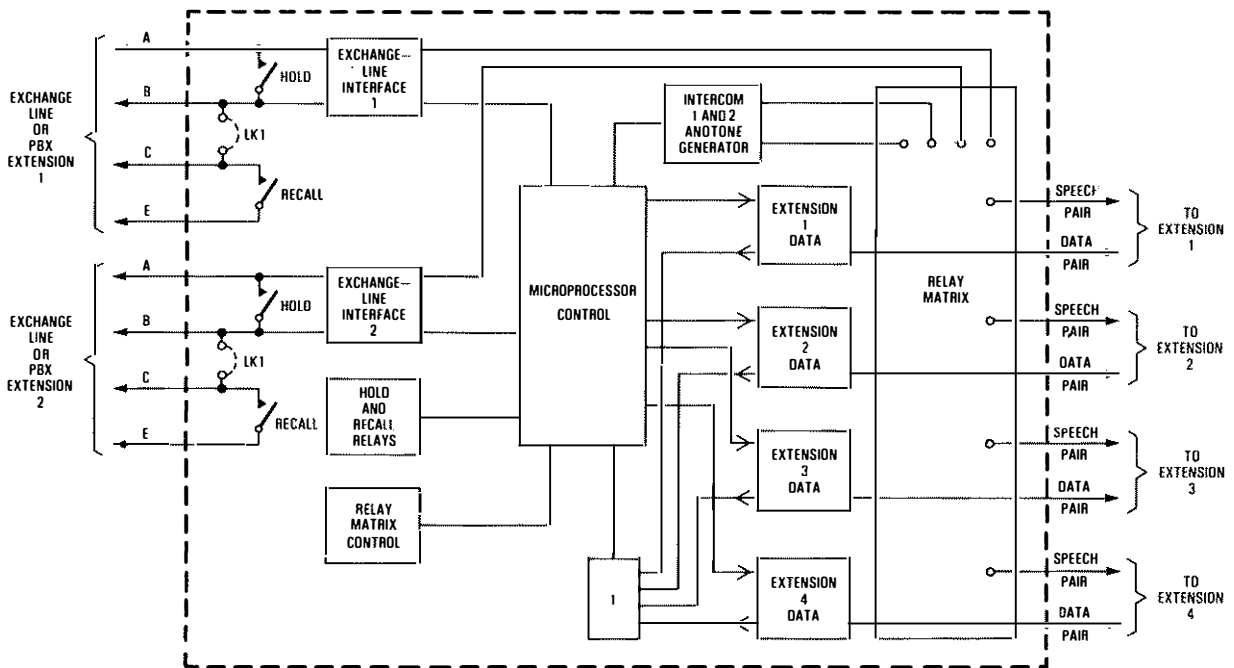 EXCHANGE
LINE
OR
PBX
EXTENSION
1
A
B
C
E
HOLD
LK1
RECALL
EXCHANGE-
LINE
INTERFACE
1
EXCHANGE
LINE
OR
PBX
EXTENSION
2
A
B
C
E
HOLD
LK1
RECALL
EXCHANGE-
LINE
INTERFACE
2
HOLD
AND
RECALL
RELAYS
RELAY
MATRIX
CONTROL
MICROPROCESSOR
CONTROL
1
INTERCOM
1 AND 2
ANOTONE
GENERATOR
EXTENSION
1
DATA
EXTENSION
2
DATA
EXTENSION
3
DATA
EXTENSION
4
DATA
RELAY
MATRIX
SPEECH
PAIR
DATA
PAIR
TO
EXTENSION
1
SPEECH
PAIR
DATA
PAIR
TO
EXTENSION
2
SPEECH
PAIR
DATA
PAIR
TO
EXTENSION
3
SPEECH
PAIR
DATA
PAIR
TO
EXTENSION
4